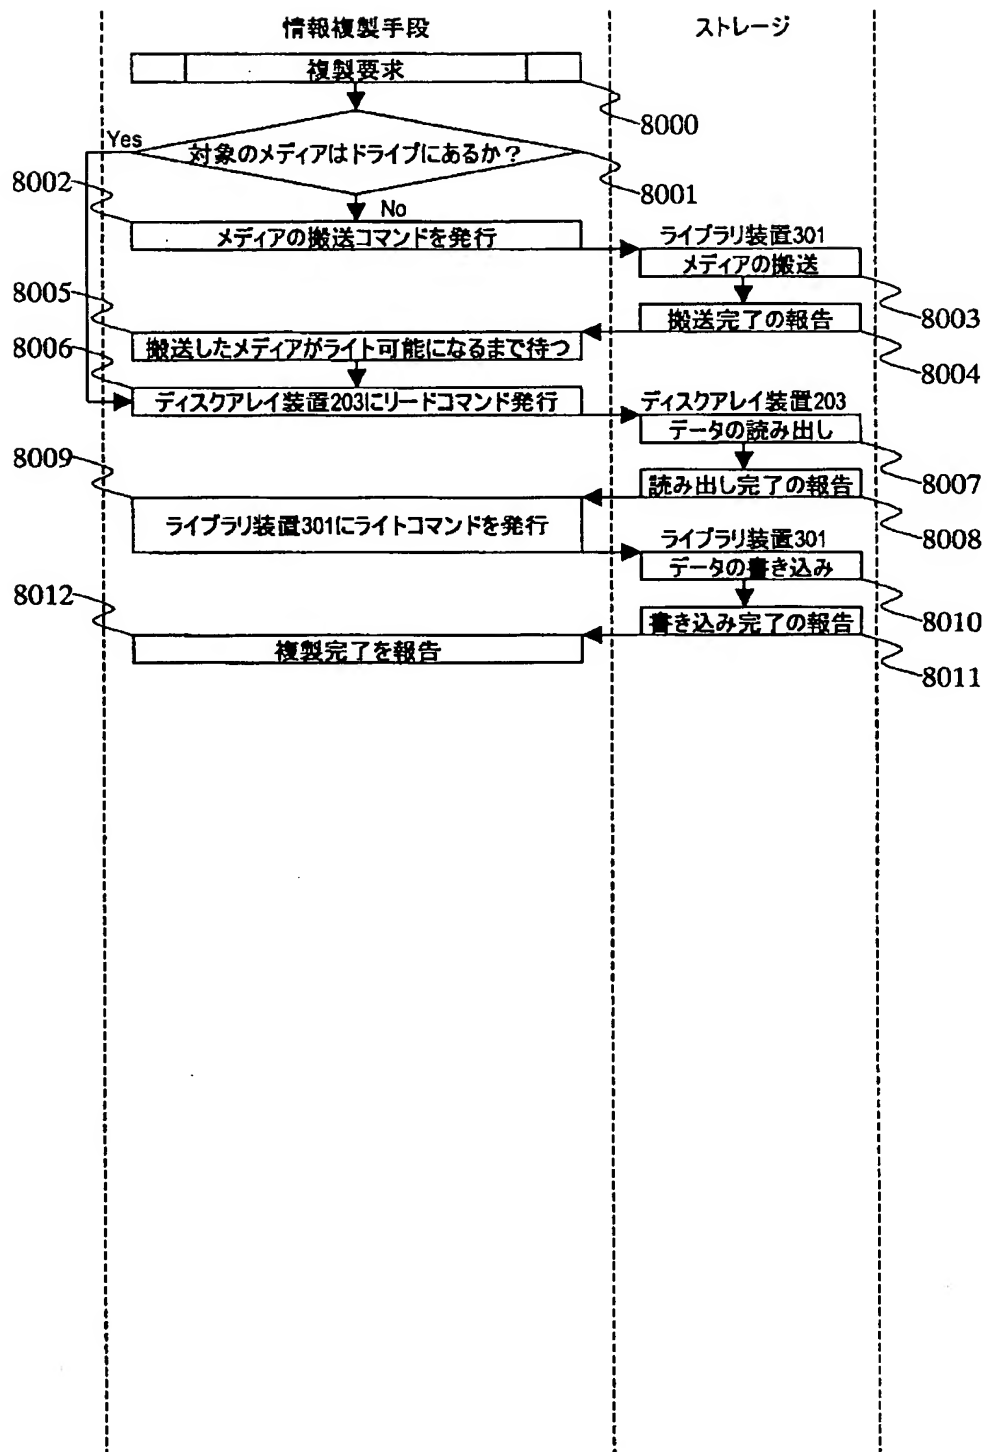 情報複製手段
ストレージ
複製要求
8000
Yes
対象のメディアはドライブにあるか？
8001
8002
No
メディアの搬送コマンドを発行
ライブラリ装置301
メディアの搬送
8003
8005
搬送完了の報告
8004
搬送したメディアがライト可能になるまで待つ
8006
ディスクアレイ装置203にリードコマンド発行
ディスクアレイ装置203
データの読み出し
8007
8009
読み出し完了の報告
8008
ライブラリ装置301にライトコマンドを発行
ライブラリ装置301
データの書き込み
8010
8012
書き込み完了の報告
8011
複製完了を報告